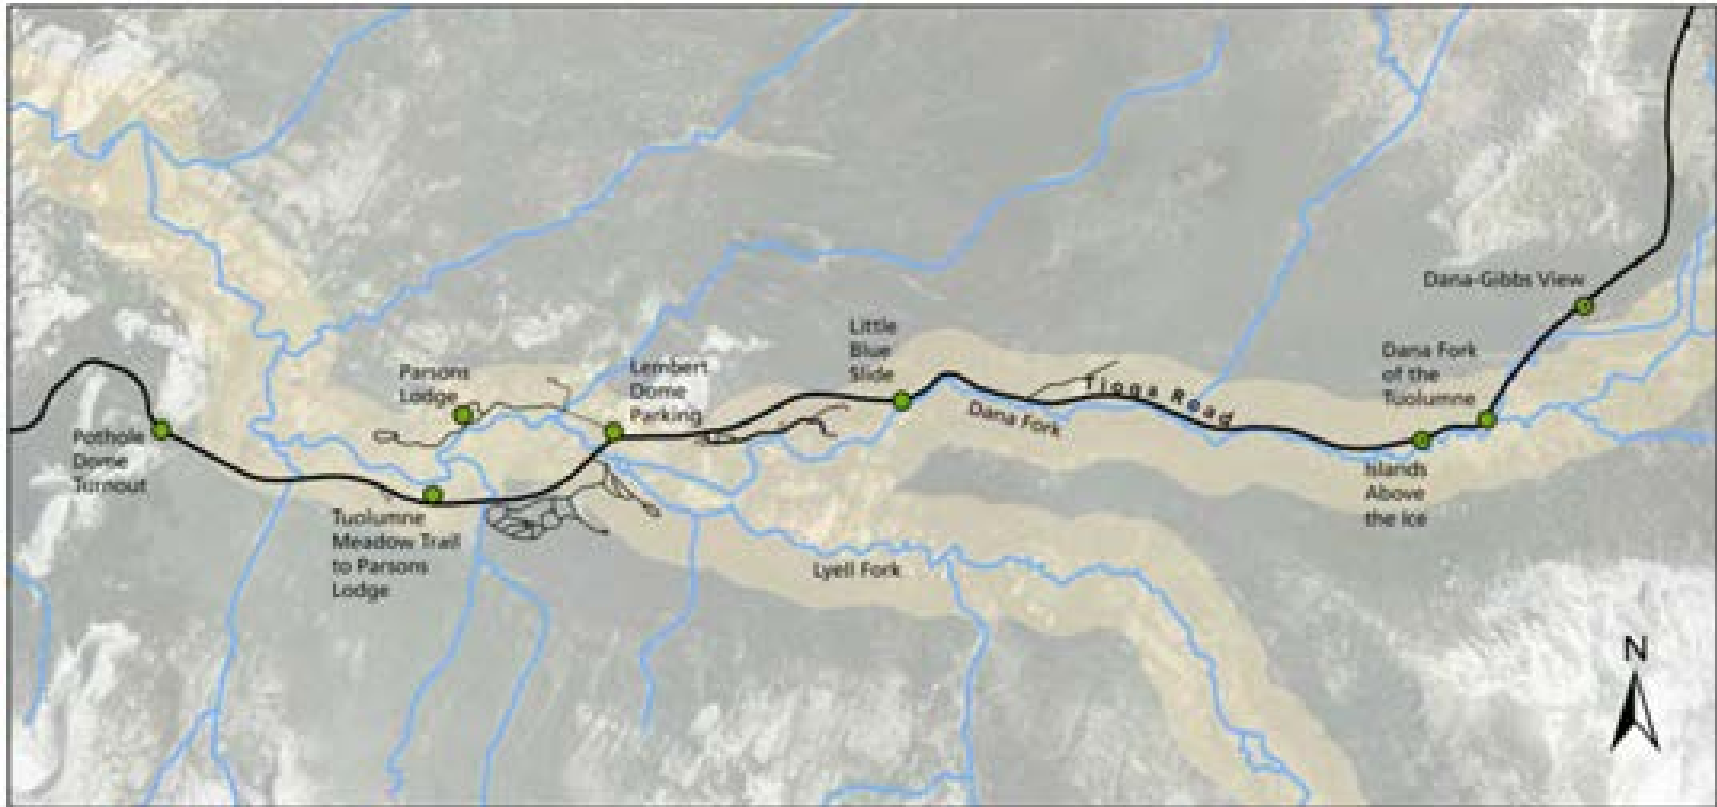 Dana-Gibbs View
Little
Blue
Slide
Dana Fork
of the
Tuolumne
Parsons
Lodge
Lembert
Dome
Parking
Tioga Road
Dana Fork
Pothole
Dome
Turnout
Islands
Above
the Ice
Tuolumne
Meadow Trail
to Parsons
Lodge
Lyell Fork
N